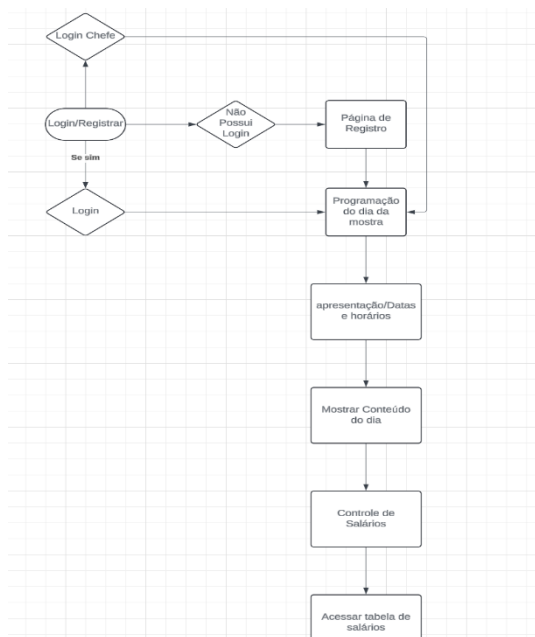 Login Chefe
Login/Registrar
Não
Possui
Login
Página de
Registro
Se sim
Login
Programação
do dia da
mostra
apresentação/Datas
e horários
Mostrar Conteúdo
do dia
Controle de
Salários
Acessar tabela de
salários